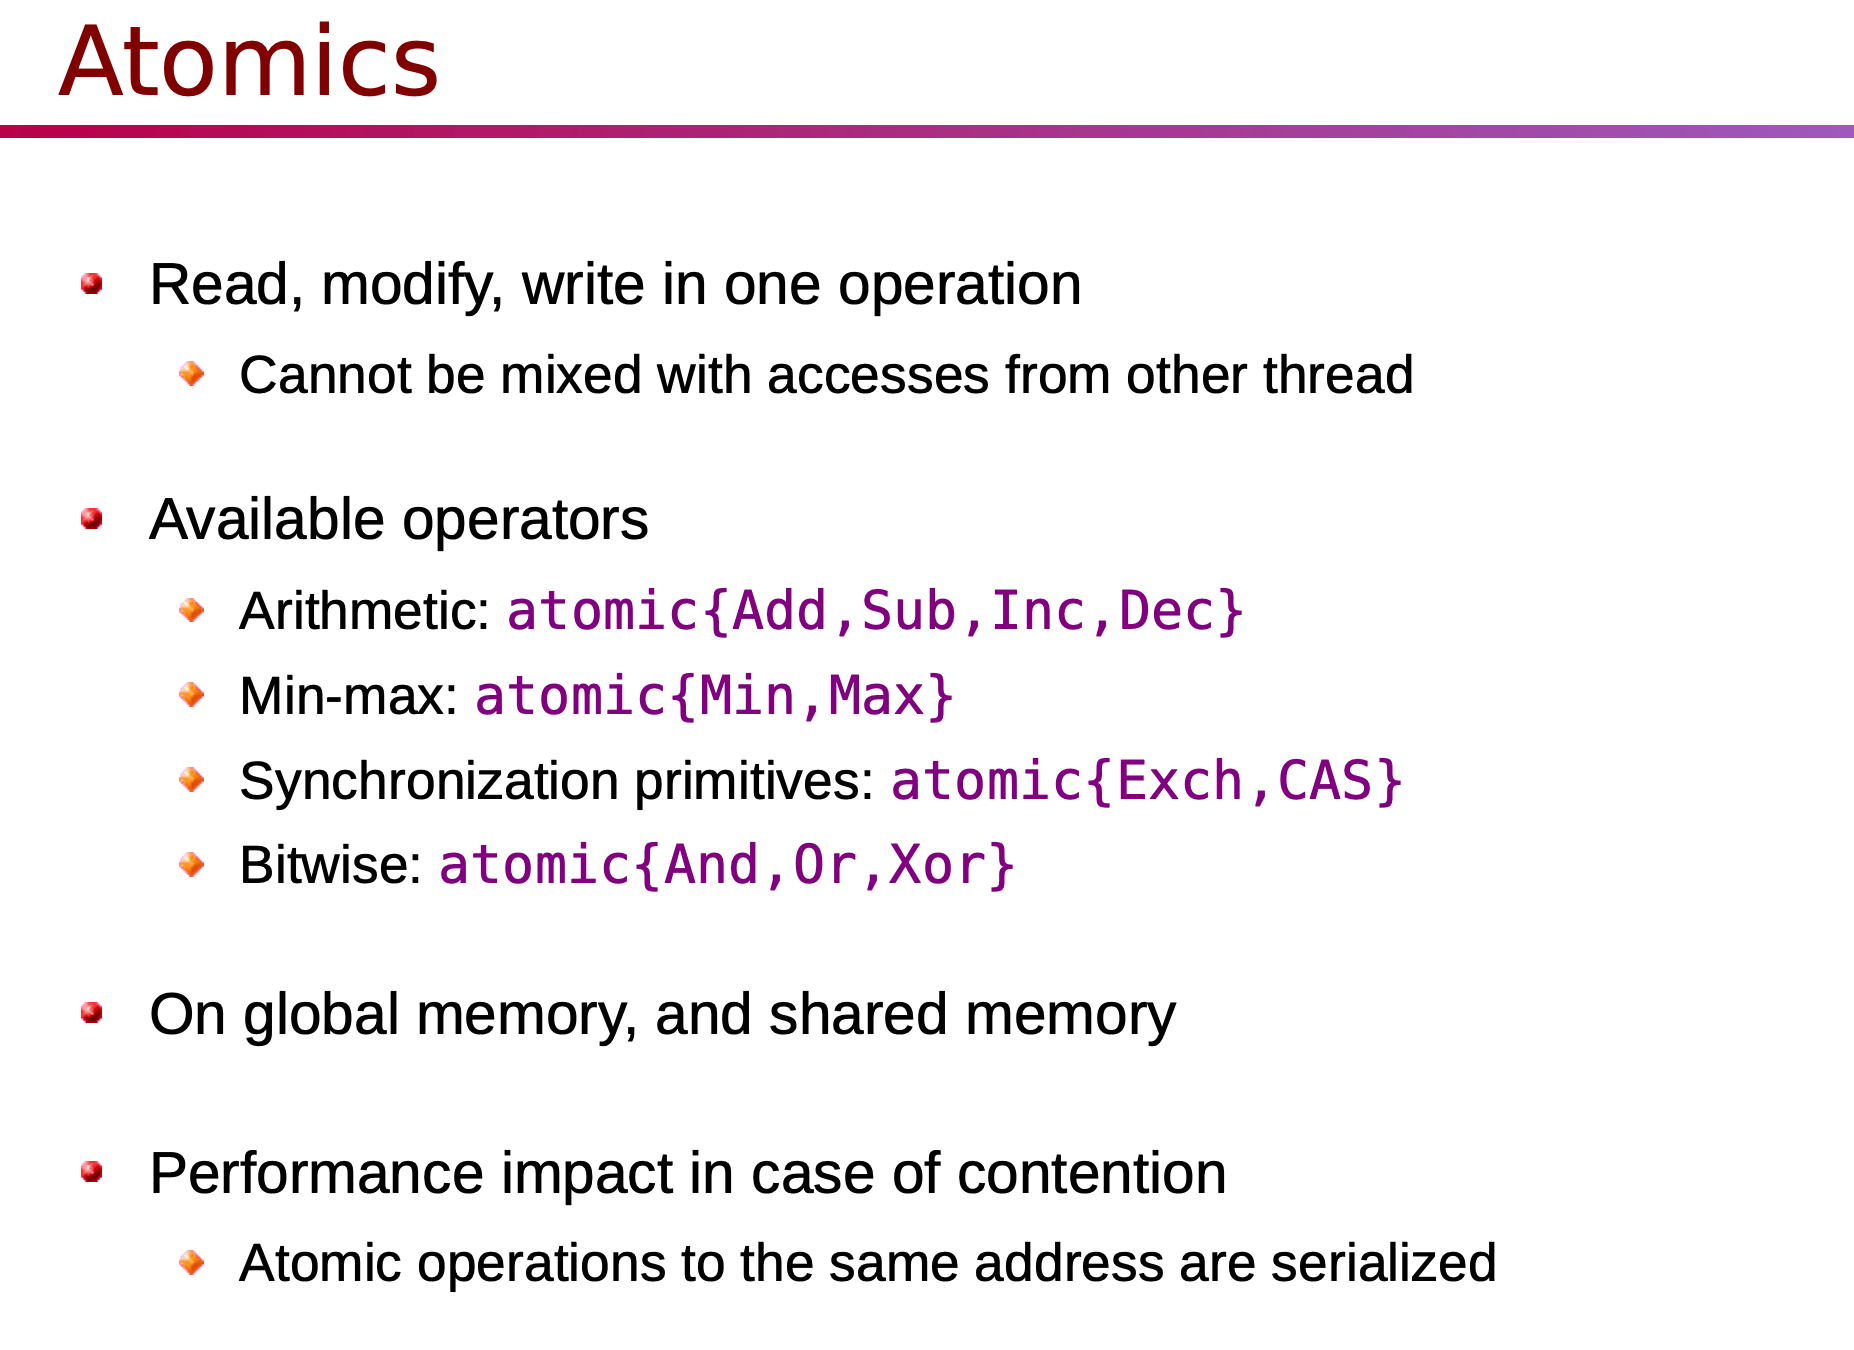 Atomics
Read, modify, write in one operation
Cannot be mixed with accesses from other thread
Available operators
Arithmetic: atomic{Add,Sub,Inc,Dec}
Min-max: atomic{Min,Max}
Synchronization primitives: atomic{Exch,CAS}
Bitwise: atomic{And,Or,Xor}
On global memory, and shared memory
Performance impact in case of contention
Atomic operations to the same address are serialized